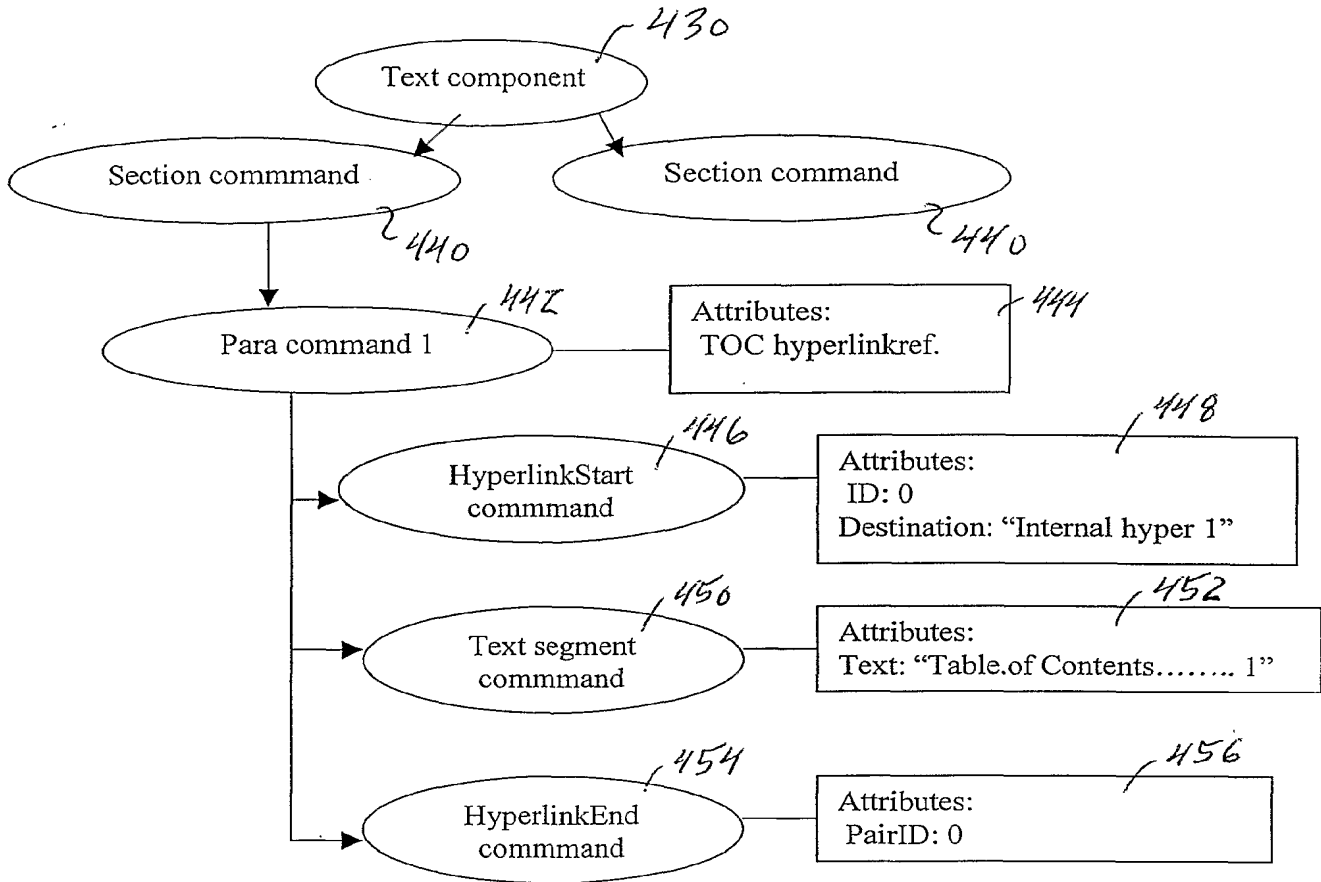 430
Text component
Section commmand
Section command
440
440
442
Para command 1
444
Attributes:
TOC hyperlinkref.
446
HyperlinkStart
commmand
448
Attributes:
ID: 0
Destination: “Internal hyper 1”
450
Text segment
commmand
452
Attributes:
Text: “Table.of Contents…….. 1”
454
HyperlinkEnd
commmand
456
Attributes:
PairID: 0